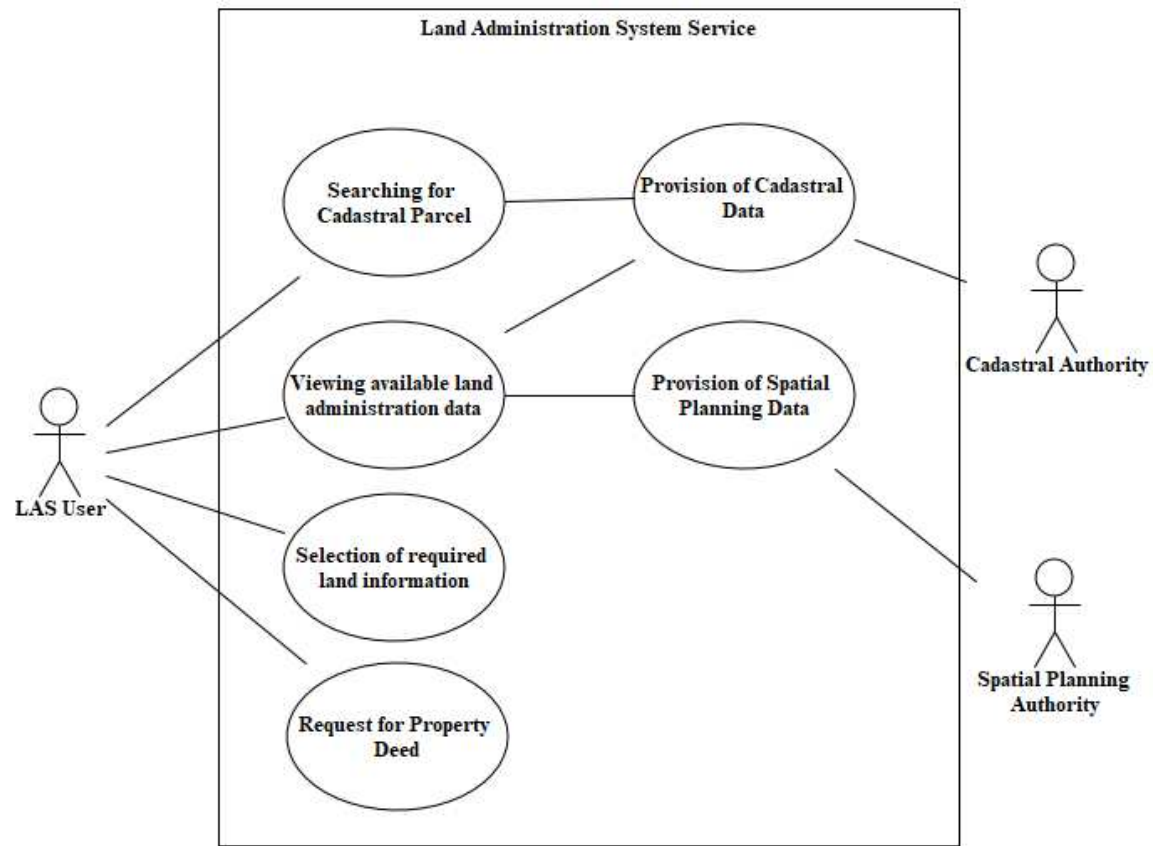 Land Administration System Service
Searching for
Cadastral Parcel
Provision of Cadastral
Data
Cadastral Authority
Viewing available land
administration data
Provision of Spatial
Planning Data
LAS User
Selection of required
land information
Spatial Planning
Authority
Request for Property
Deed